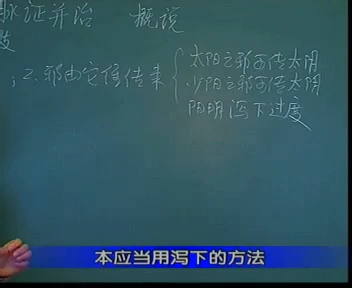 脉证并治 概说
；2. 邪由它经传来
太阳之邪可传太阴
少阳之邪可传太阴
阳明泻下过度
本应当用泻下的方法